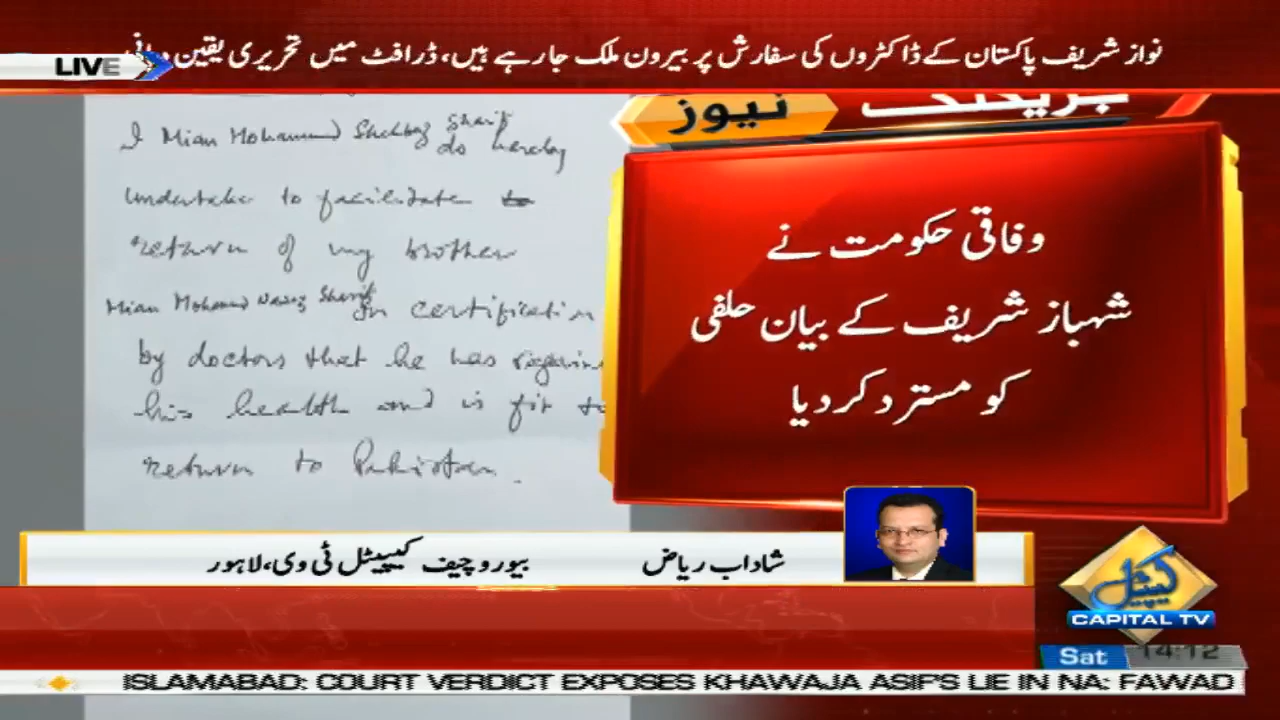 نواز شریف پاکستان کے ڈاکٹروں کی سفارش پر بیرون ملک جارہے ہیں، ڈرافٹ میں تحریری یقین
LIVE
بریکنگ نیوز
I Mian Mohammad Shehbaz Sharif do hereby
undertake to facilitate
return of my brother
Mian Mohamad Nawaz Sharif on certification
by doctors that he has
his health and is fit to
return to Pakistan.
وفاقی حکومت نے
شہباز شریف کے بیان حلفی
کو مسترد کردیا
شاداب ریاض
بیورو چیف کیپیٹل ٹی وی، لاہور
کیپیٹل
CAPITAL TV
Sat 14:12
ISLAMABAD: COURT VERDICT EXPOSES KHAWAJA ASIF'S LIE IN NA: FAWAD